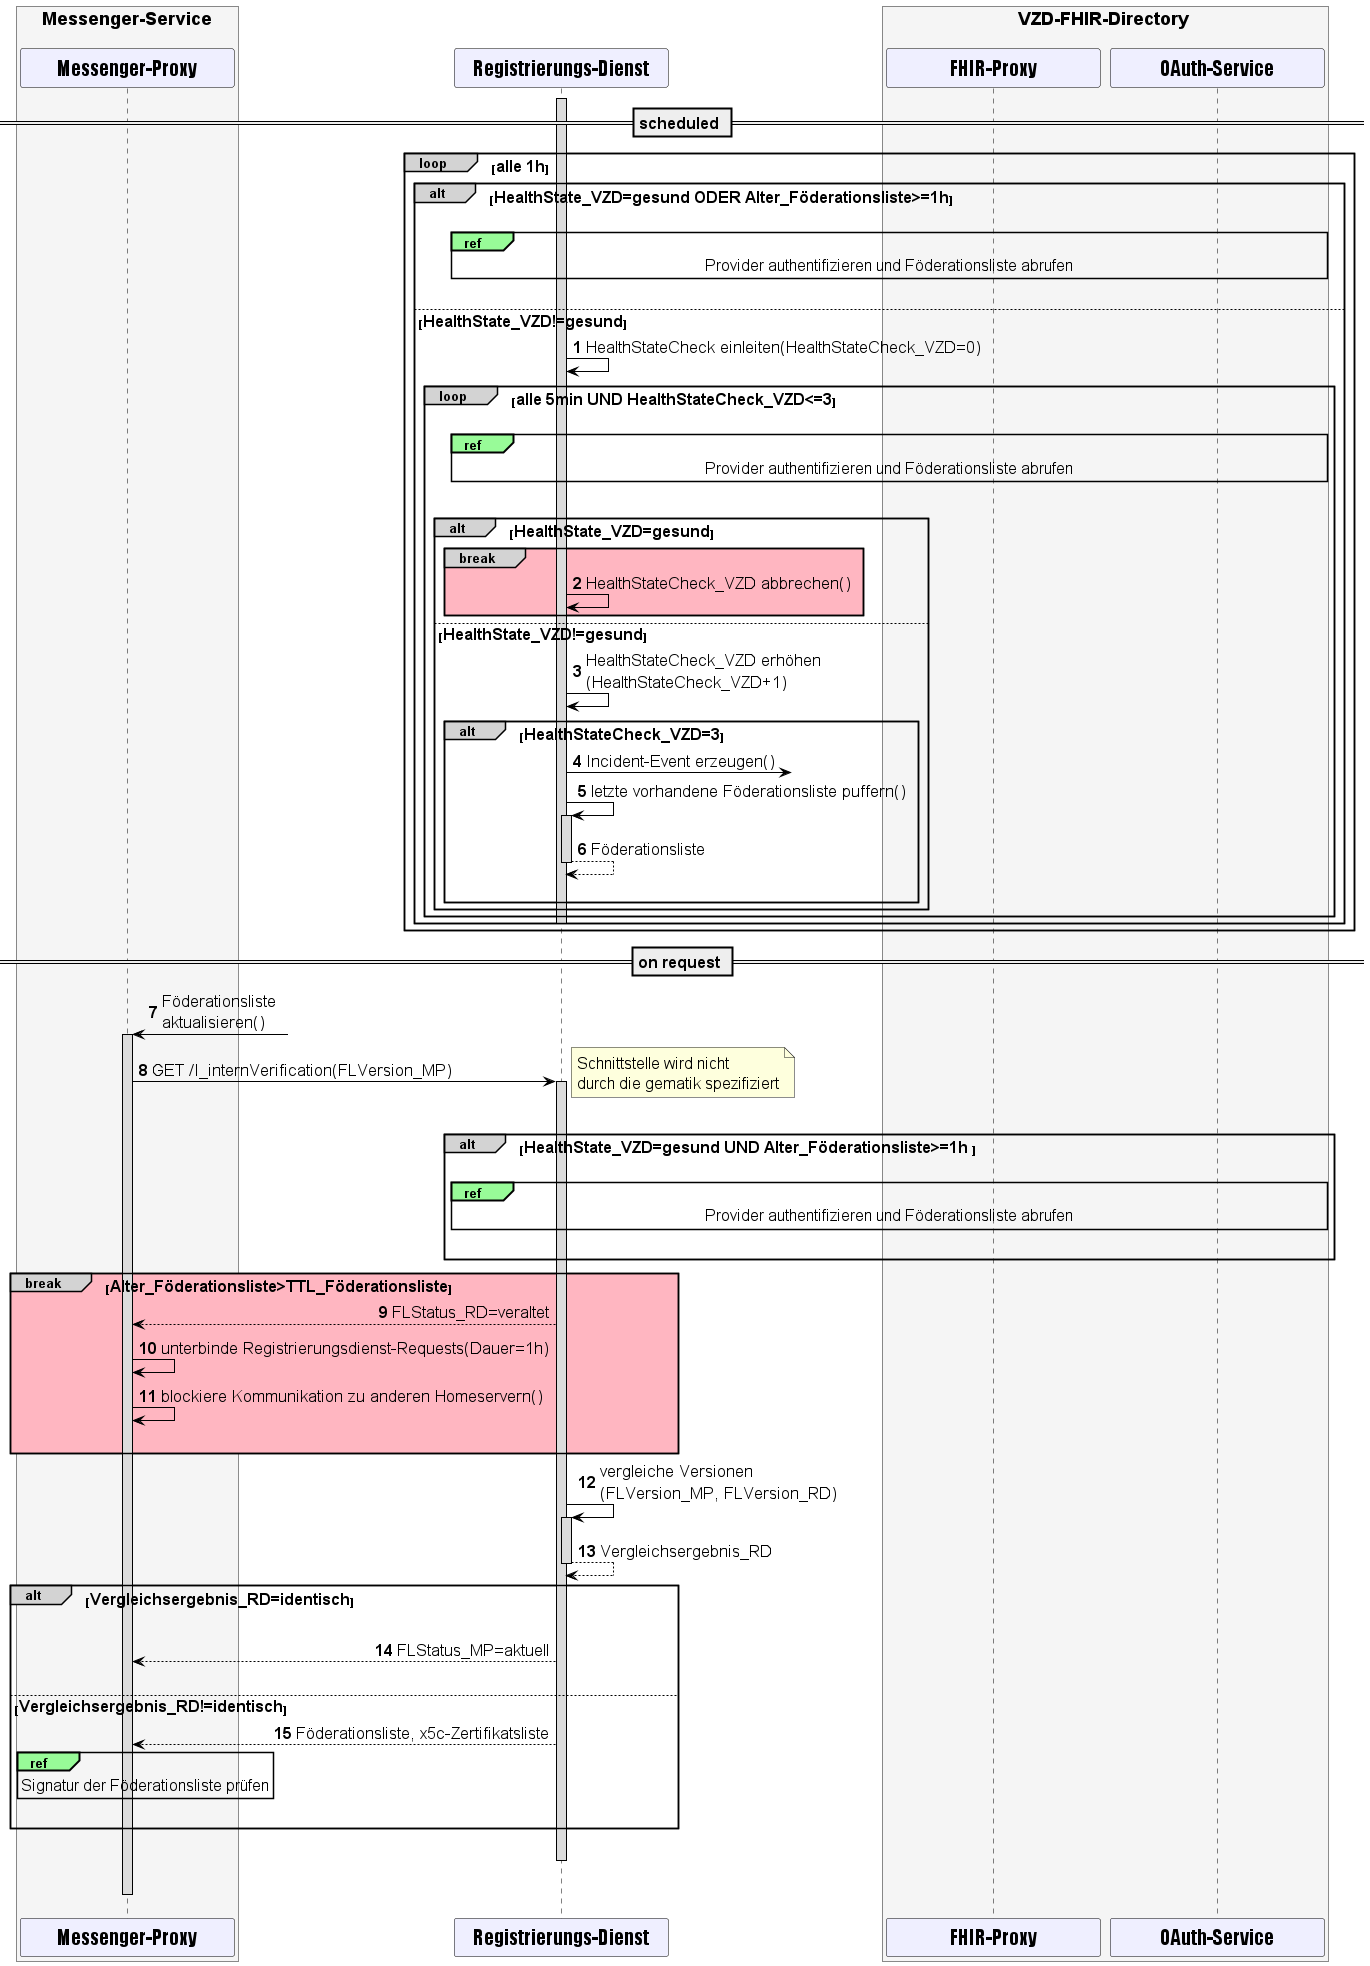 Messenger-Service
VZD-FHIR-Directory
Messenger-Proxy
Registrierungs-Dienst
FHIR-Proxy
OAuth-Service
scheduled
loop
[alle 1h]
alt
[HealthState_VZD=gesund ODER Alter_Föderationsliste>=1h]
ref
Provider authentifizieren und Föderationsliste abrufen
[HealthState_VZD!=gesund]
1 HealthStateCheck einleiten(HealthStateCheck_VZD=0)
loop
[alle 5min UND HealthStateCheck_VZD<=3]
ref
Provider authentifizieren und Föderationsliste abrufen
alt
[HealthState_VZD=gesund]
break
2 HealthStateCheck_VZD abbrechen()
[HealthState_VZD!=gesund]
3 HealthStateCheck_VZD erhöhen
(HealthStateCheck_VZD+1)
alt
[HealthStateCheck_VZD=3]
4 Incident-Event erzeugen()
5 letzte vorhandene Föderationsliste puffern()
6 Föderationsliste
on request
7 Föderationsliste
aktualisieren()
8 GET /I_internVerification(FLVersion_MP)
Schnittstelle wird nicht
durch die gematik spezifiziert
alt
[HealthState_VZD=gesund UND Alter_Föderationsliste>=1h ]
ref
Provider authentifizieren und Föderationsliste abrufen
break
[Alter_Föderationsliste>TTL_Föderationsliste]
9 FLStatus_RD=veraltet
10 unterbinde Registrierungsdienst-Requests(Dauer=1h)
11 blockiere Kommunikation zu anderen Homeservern()
12 vergleiche Versionen
(FLVersion_MP, FLVersion_RD)
13 Vergleichsergebnis_RD
alt
[Vergleichsergebnis_RD=identisch]
14 FLStatus_MP=aktuell
[Vergleichsergebnis_RD!=identisch]
15 Föderationsliste, x5c-Zertifikatsliste
ref
Signatur der Föderationsliste prüfen
Messenger-Proxy
Registrierungs-Dienst
FHIR-Proxy
OAuth-Service